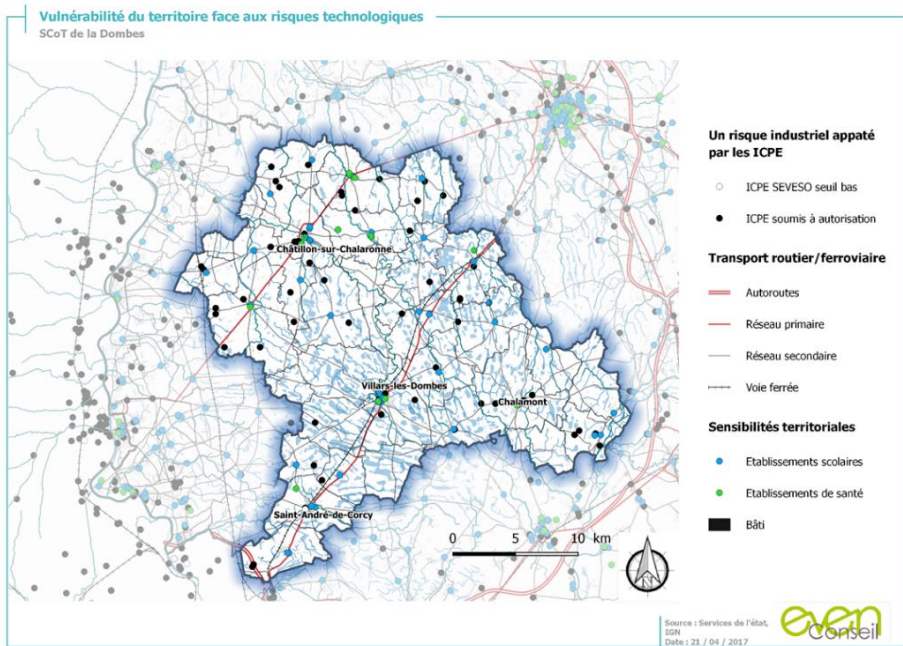 Vulnérabilité du territoire face aux risques technologiques
SCoT de la Dombes
Un risque industriel appaté
par les ICPE
ICPE SEVESO seuil bas
ICPE soumis à autorisation
Transport routier/ferroviaire
Autoroutes
Réseau primaire
Réseau secondaire
Voie ferrée
Sensibilités territoriales
Etablissements scolaires
Etablissements de santé
Bâti
Châtillon-sur-Chalaronne
Villars-les-Dombes
Chalamont
Saint-André-de-Corcy
0 5 10 km
N
Source : Services de l'état,
IGN
Date : 21 / 04 / 2017
even
Conseil